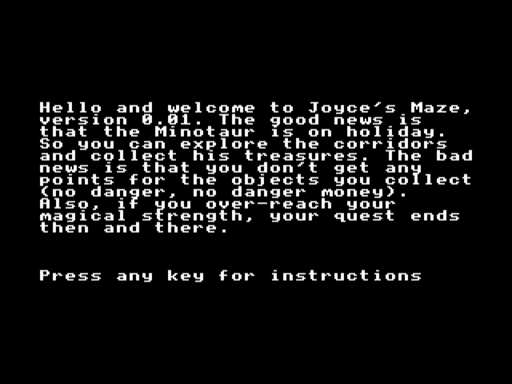 Hello and welcome to Joyce's Maze,
version 0.01. The good news is
that the Minotaur is on holiday.
So you can explore the corridors
and collect his treasures. The bad
news is that you don't get any
points for the objects you collect
(no danger, no danger money).
Also, if you over-reach your
magical strength, your quest ends
then and there.
Press any key for instructions